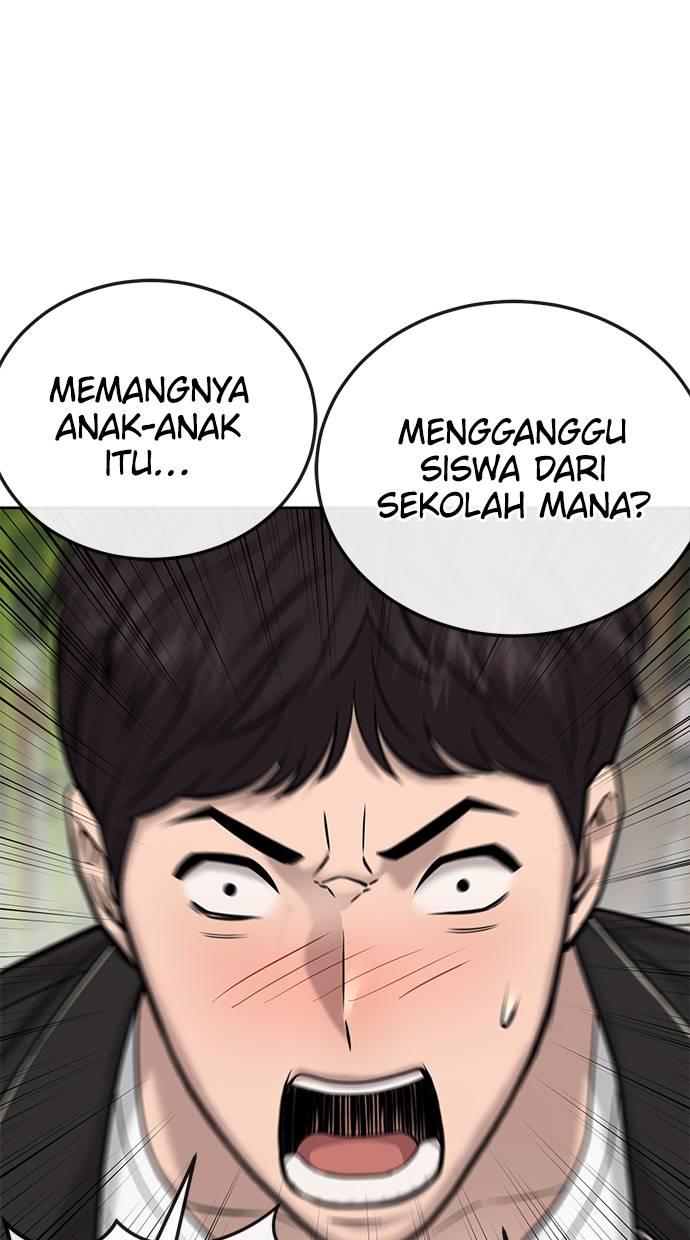 MEMANGNYA
ANAK-ANAK
ITU...
MENGGANGGU
SISWA DARI
SEKOLAH MANA?